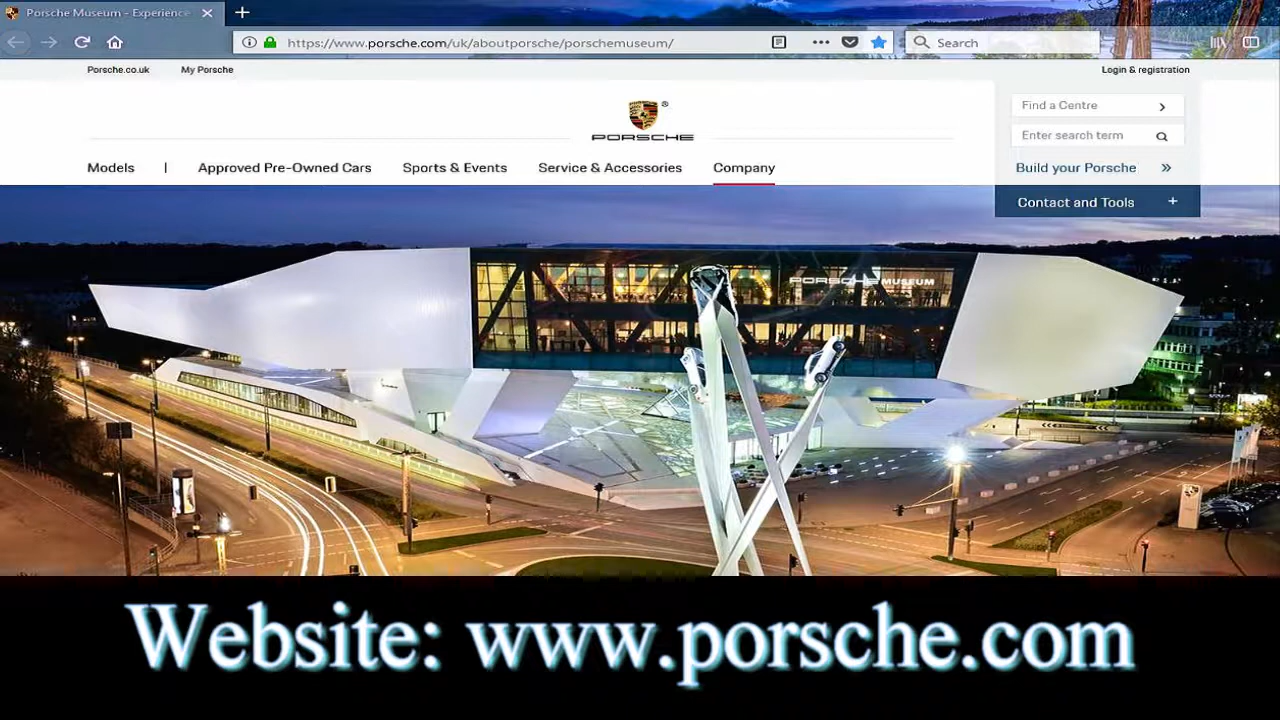 Porsche Museum - Experience
https://www.porsche.com/uk/aboutporsche/porschemuseum/
Search
Porsche.co.uk
My Porsche
Login & registration
Find a Centre
PORSCHE
®
Enter search term
Models | Approved Pre-Owned Cars Sports & Events Service & Accessories Company
Build your Porsche
Contact and Tools +
PORSCHE MUSEUM
Website: www.porsche.com